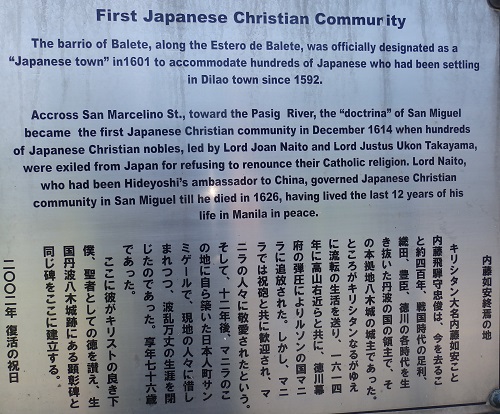 First Japanese Christian Community
The barrio of Balete, along the Estero de Balete, was officially designated as a
“Japanese town” in1601 to accommodate hundreds of Japanese who had been settling
in Dilao town since 1592.
Accross San Marcelino St., toward the Pasig River, the “doctrina” of San Miguel
became the first Japanese Christian community in December 1614 when hundreds
of Japanese Christian nobles, led by Lord Joan Naito and Lord Justus Ukon Takayama,
were exiled from Japan for refusing to renounce their Catholic religion. Lord Naito,
who had been Hideyoshi's ambassador to China, governed Japanese Christian
community in San Miguel till he died in 1626, having lived the last 12 years of his
life in Manila in peace.
内藤如安終焉の地
キリシタン大名内藤如安こと
内藤飛騨守忠俊は、今を去るこ
と約四百年、戦国時代の足利、
織田、豊臣、徳川の各時代を生
き抜いた丹波の国の領主で、そ
の本拠地八木城の城主であった。
ところがキリシタンなるがゆえ
に流転の生活を送り、一六一四
年に高山右近らと共に、徳川幕
府の弾圧によりルソンの国マニ
ラに追放された。しかし、マニ
ラでは祝砲と共に歓迎され、マ
ニラの人々に敬愛されたという。
そして、十二年後、マニラのこ
の地に自ら築いた日本人町サン
ミゲールで、現地の人々に惜し
まれつつ、波乱万丈の生涯を閉
じたのであった。享年七十六歳
であった。
ここに彼がキリストの良き下
僕、聖者としての徳を讃え、生
国丹波八木城跡にある顕彰碑と
同じ碑をここに建立する。
二〇〇二年 復活の祝日